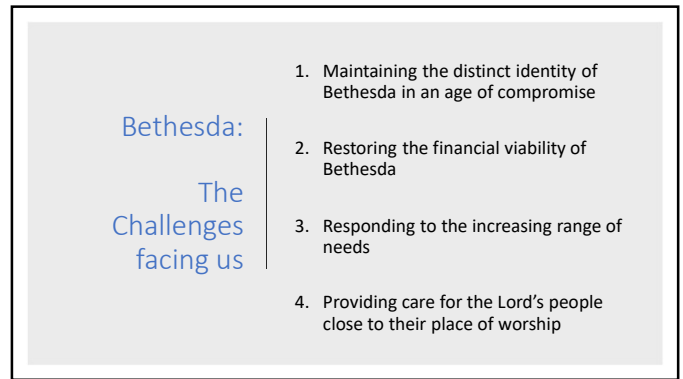 Bethesda:
The
Challenges
facing us
1. Maintaining the distinct identity of
Bethesda in an age of compromise
2. Restoring the financial viability of
Bethesda
3. Responding to the increasing range of
needs
4. Providing care for the Lord’s people
close to their place of worship